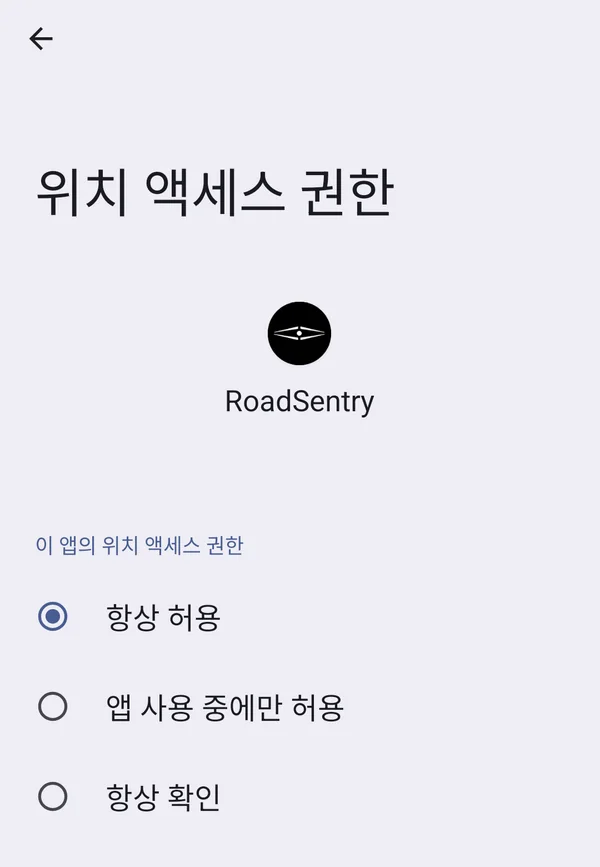 위치 액세스 권한
RoadSentry
이 앱의 위치 액세스 권한
항상 허용
앱 사용 중에만 허용
항상 확인